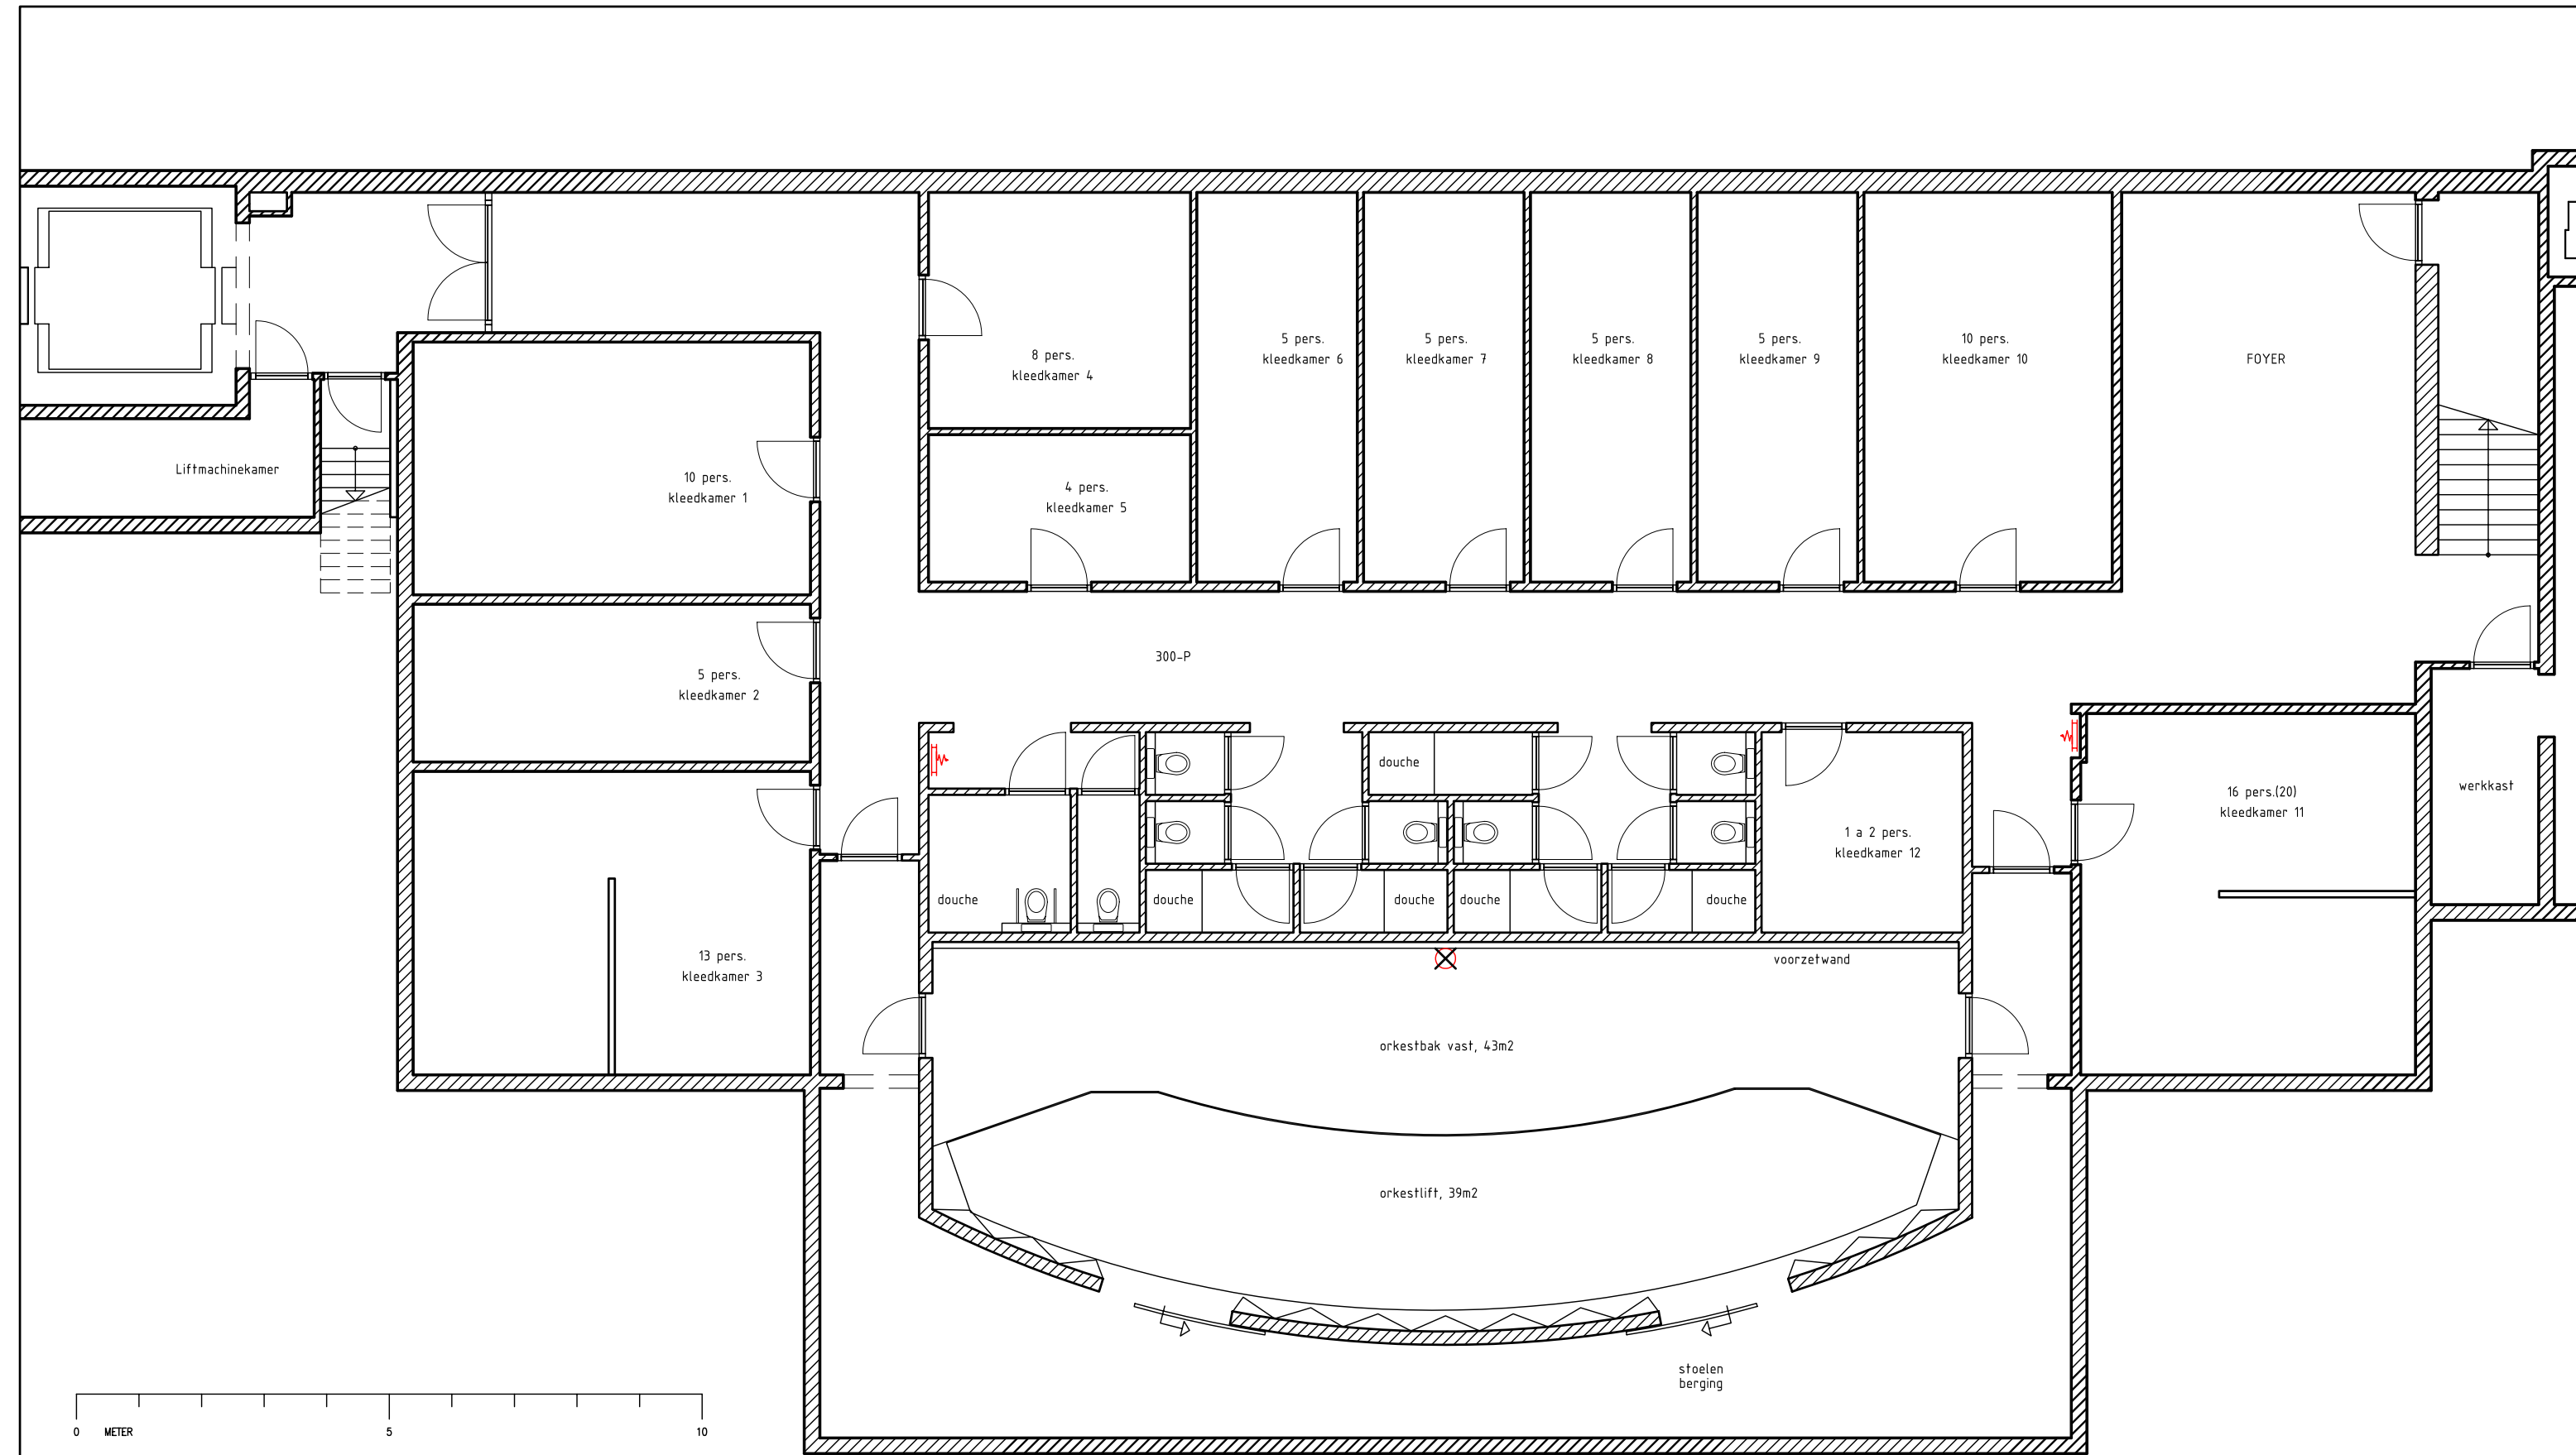 5 pers.
kleedkamer 6
5 pers.
kleedkamer 7
5 pers.
kleedkamer 8
5 pers.
kleedkamer 9
10 pers.
kleedkamer 10
FOYER
8 pers.
kleedkamer 4
Liftmachinekamer
10 pers.
kleedkamer 1
4 pers.
kleedkamer 5
300-P
5 pers.
kleedkamer 2
douche
16 pers.(20)
kleedkamer 11
werkkast
1 a 2 pers.
kleedkamer 12
douche
douche
douche
douche
douche
13 pers.
kleedkamer 3
voorzetwand
orkestbak vast, 43m2
orkestlift, 39m2
stoelen
berging
0 METER 5 10